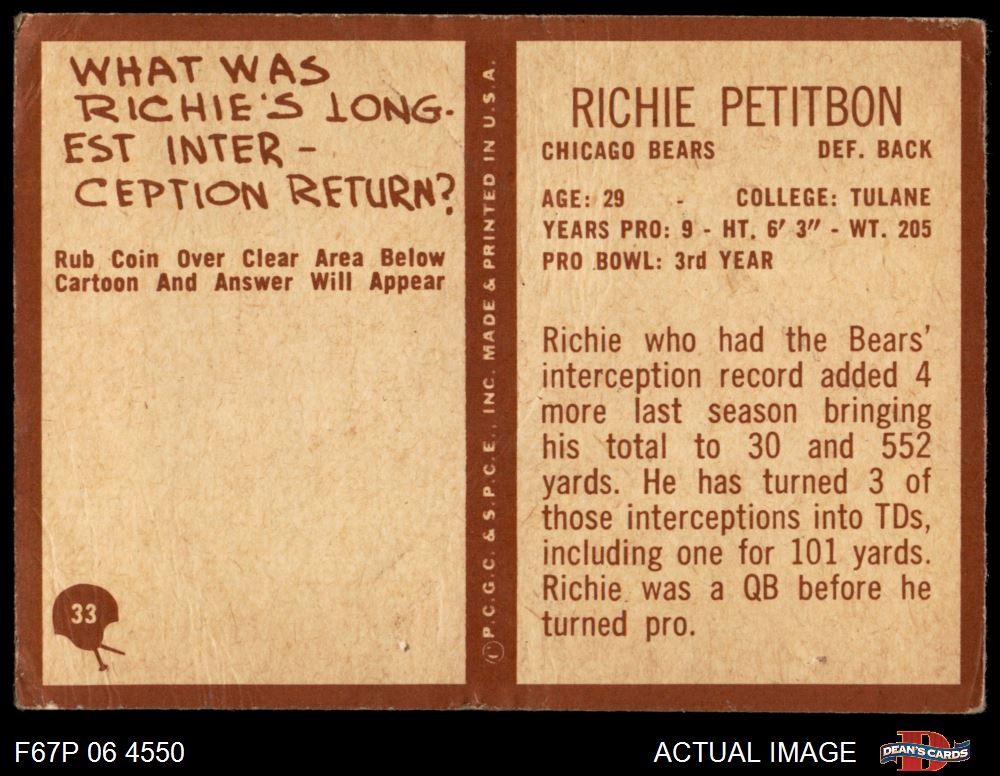 WHAT WAS
RICHIE'S LONG-
EST INTER-
CEPTION RETURN?
Rub Coin Over Clear Area Below
Cartoon And Answer Will Appear
33
© P.C.G.C. & S.P.C.E., INC. MADE & PRINTED IN U.S.A.
RICHIE PETITBON
CHICAGO BEARS DEF. BACK
AGE: 29 - COLLEGE: TULANE
YEARS PRO: 9 - HT. 6' 3" - WT. 205
PRO BOWL: 3rd YEAR
Richie who had the Bears'
interception record added 4
more last season bringing
his total to 30 and 552
yards. He has turned 3 of
those interceptions into TDs,
including one for 101 yards.
Richie was a QB before he
turned pro.
F67P 06 4550
ACTUAL IMAGE
D
DEAN'S CARDS